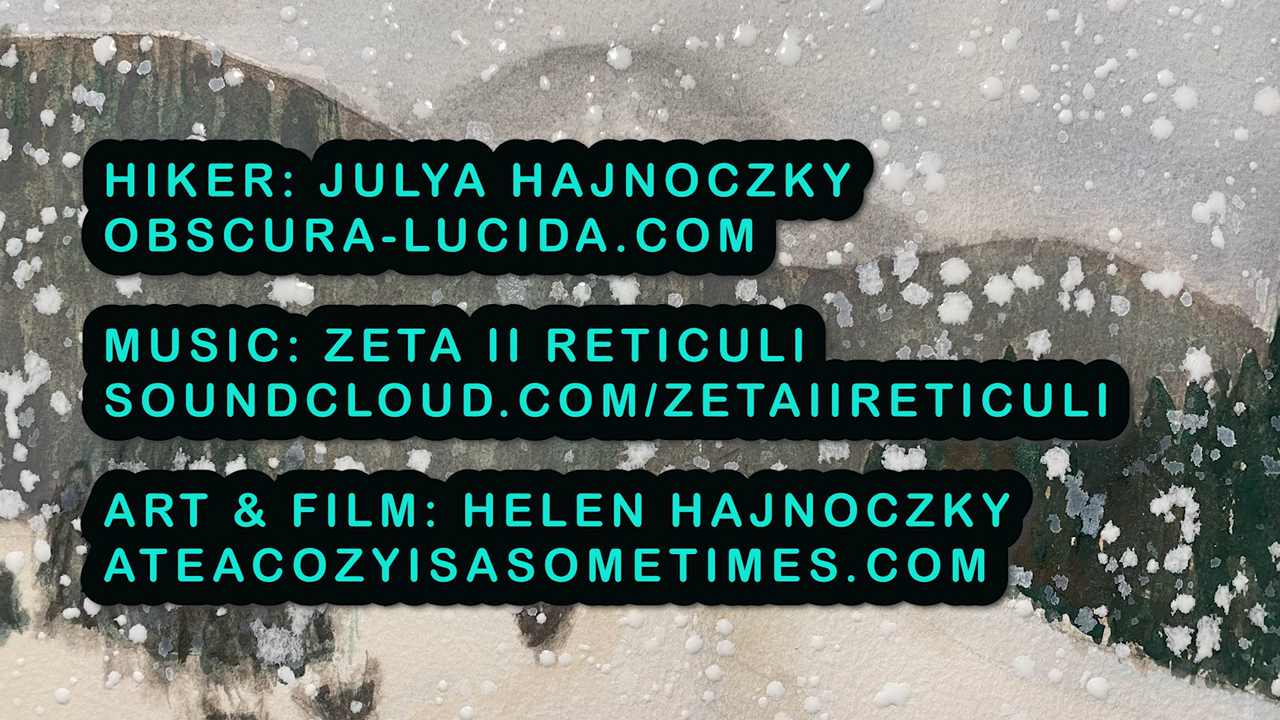 HIKER: JULYA HAJNOCZKY
OBSCURA-LUCIDA.COM
MUSIC: ZETA II RETICULI
SOUNDCLOUD.COM/ZETAIIRETICULI
ART & FILM: HELEN HAJNOCZKY
ATEACOZYISASOMETIMES.COM